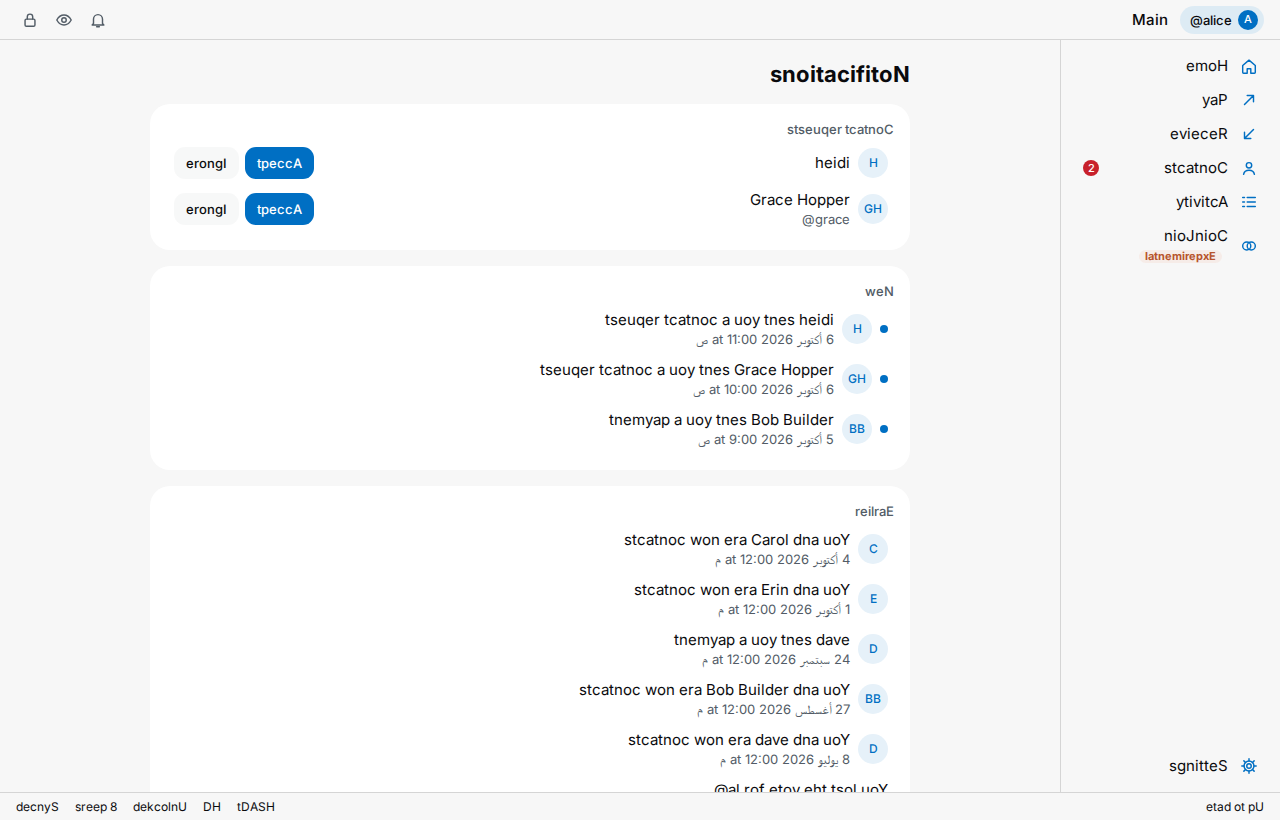 Main
@alice
A
emoH
yaP
evieceR
stcatnoC
2
ytivitcA
nioJnioC
latnemirepxE
sgnitteS
snoitacifitoN
stseuqer tcatnoC
H
heidi
tpeccA
erongI
GH
Grace Hopper
@grace
tpeccA
erongI
weN
H
tseuqer tcatnoc a uoy tnes heidi
6 أكتوبر 2026 at 11:00 ص
GH
tseuqer tcatnoc a uoy tnes Grace Hopper
6 أكتوبر 2026 at 10:00 ص
BB
tnemyap a uoy tnes Bob Builder
5 أكتوبر 2026 at 9:00 ص
reilraE
C
stcatnoc won era Carol dna uoY
4 أكتوبر 2026 at 12:00 م
E
stcatnoc won era Erin dna uoY
1 أكتوبر 2026 at 12:00 م
D
tnemyap a uoy tnes dave
24 سبتمبر 2026 at 12:00 م
BB
stcatnoc won era Bob Builder dna uoY
27 أغسطس 2026 at 12:00 م
D
stcatnoc won era dave dna uoY
8 يوليو 2026 at 12:00 م
@al rof etov eht tsol uoY
etad ot pU
tDASH
DH
dekcolnU
sreep 8
decnyS